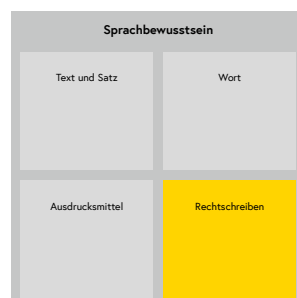 Sprachbewusstsein
Text und Satz
Wort
Ausdrucksmittel
Rechtschreiben